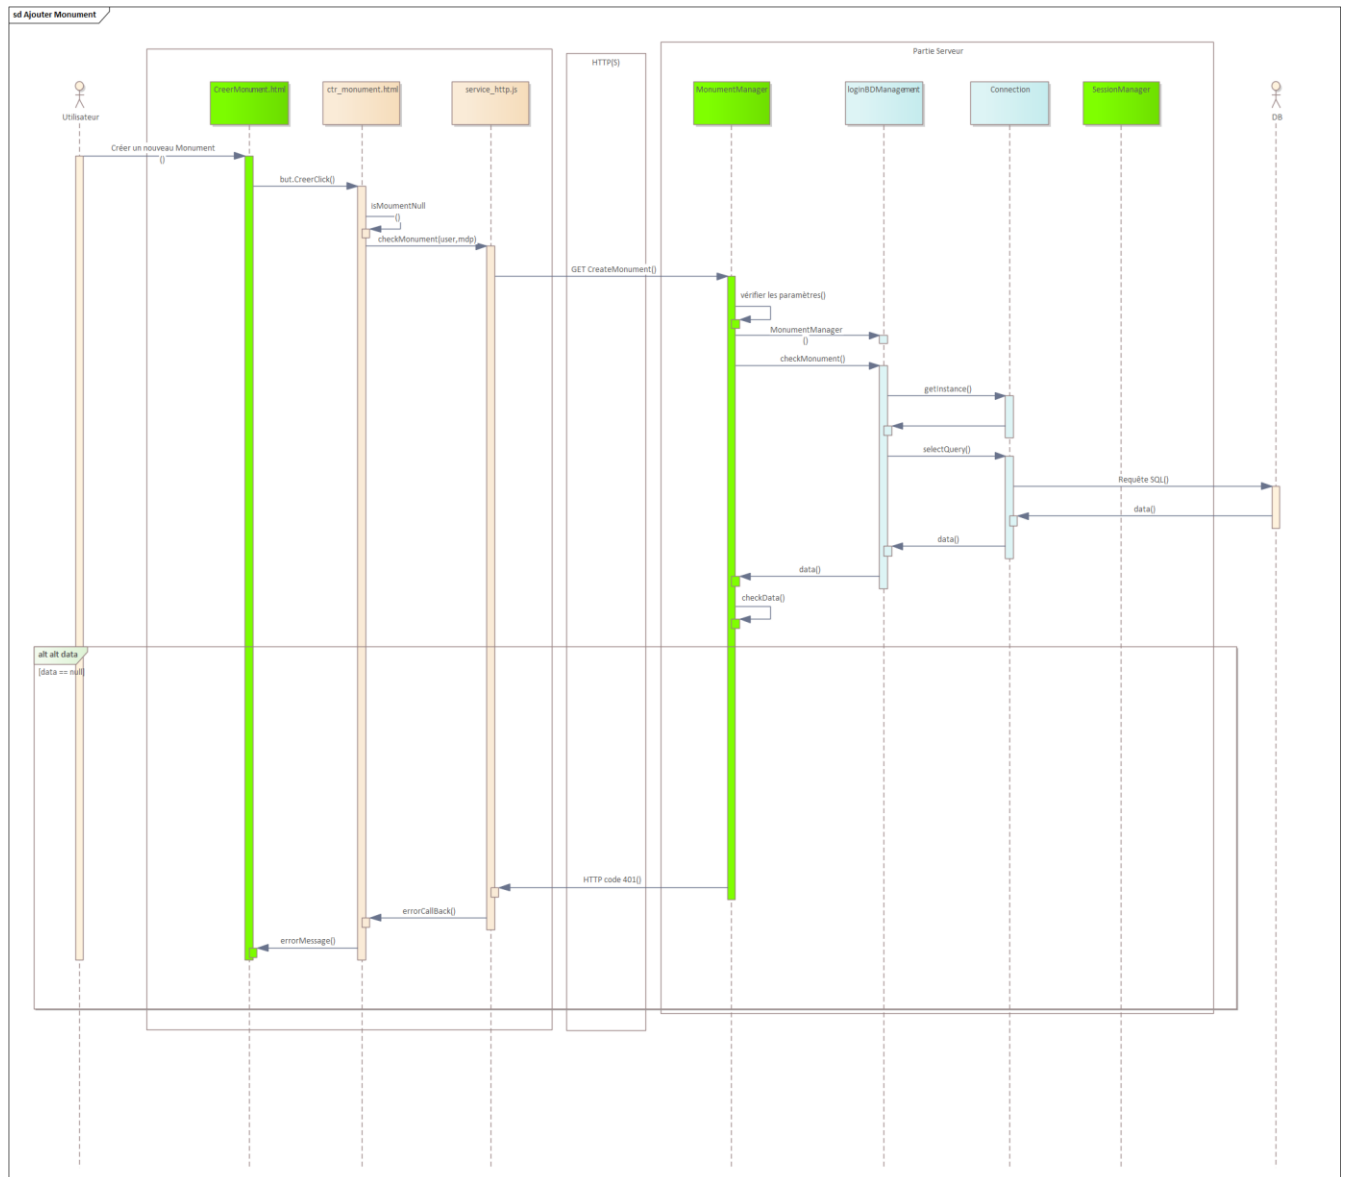 sd Ajouter Monument
HTTP(S)
Partie Serveur
Utilisateur
CreerMonument.html
ctr_monument.html
service_http.js
MonumentManager
loginBDManagement
Connection
SessionManager
DB
Créer un nouveau Monument
()
but.CreerClick()
isMoumentNull
()
checkMonument(user,mdp)
GET CreateMonument()
vérifier les paramètres()
MonumentManager
()
checkMonument()
getInstance()
selectQuery()
Requête SQL()
data()
data()
data()
checkData()
alt alt data
[data == null]
HTTP code 401()
errorCallBack()
errorMessage()